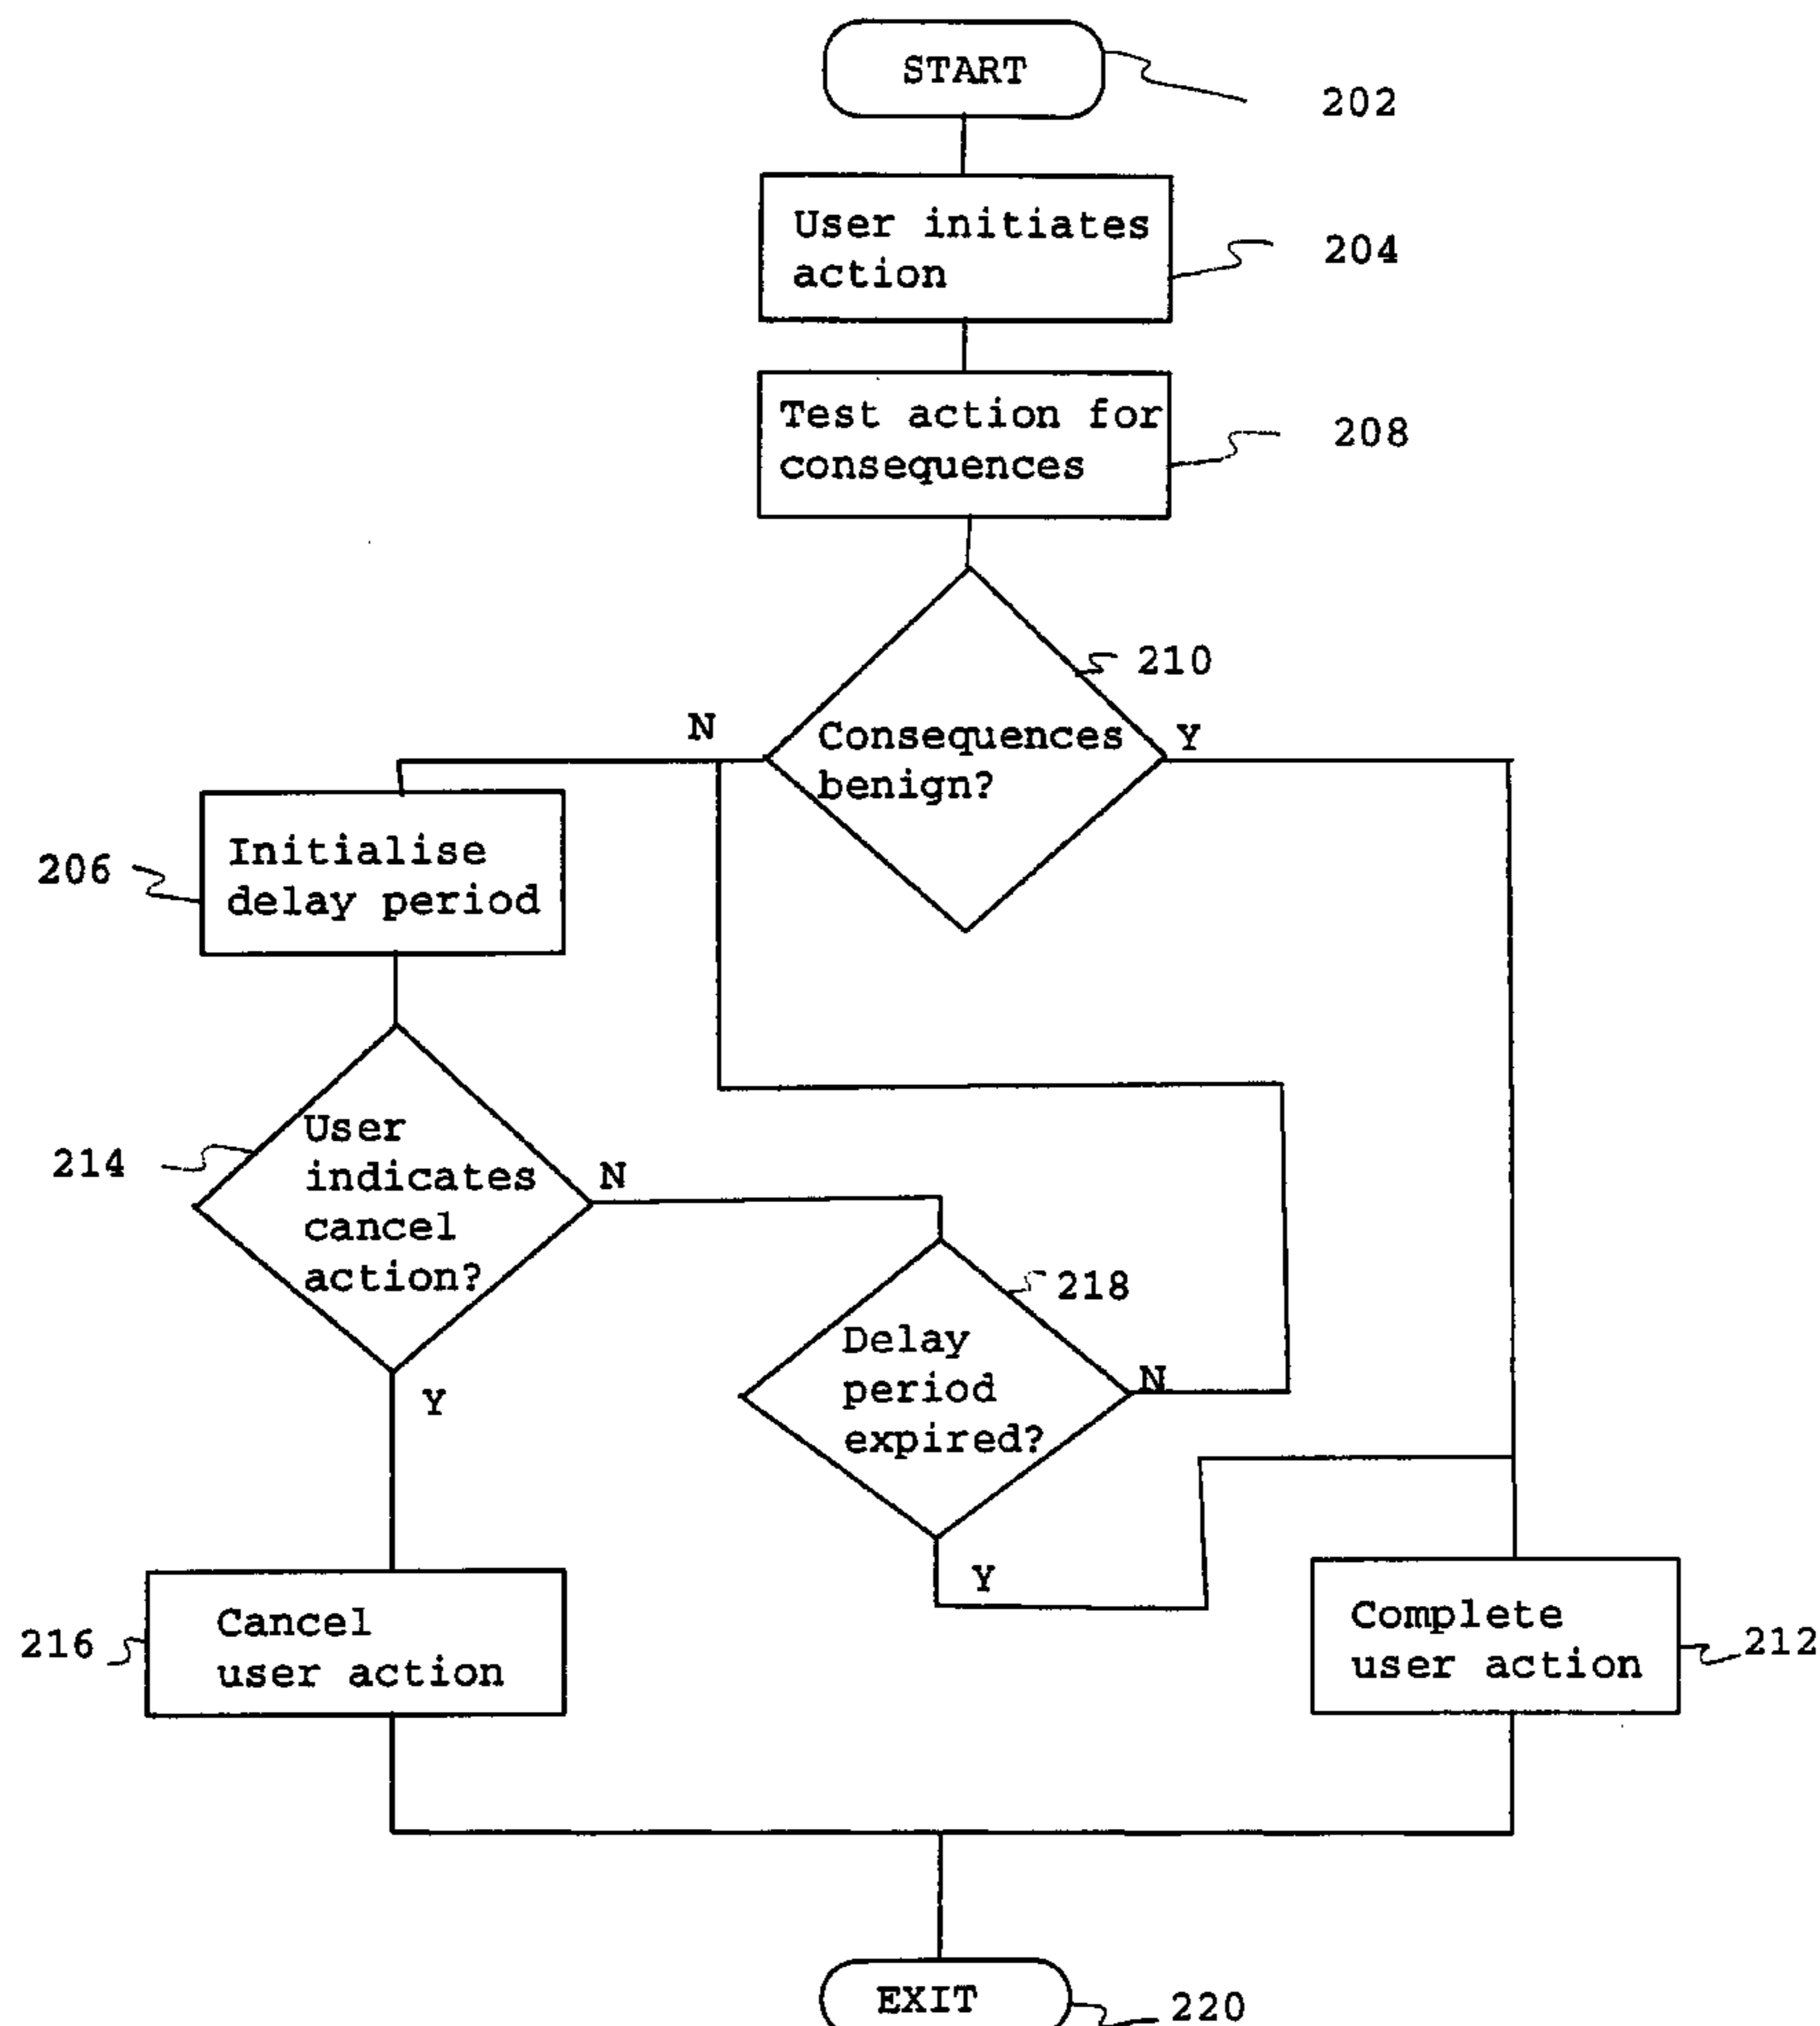 START
202
User initiates
action
204
Test action for
consequences
208
210
N
Consequences
benign?
Y
Initialise
delay period
206
User
indicates
cancel
action?
214
N
218
Delay
period
expired?
N
Y
Y
Cancel
user action
216
Complete
user action
212
EXIT
220